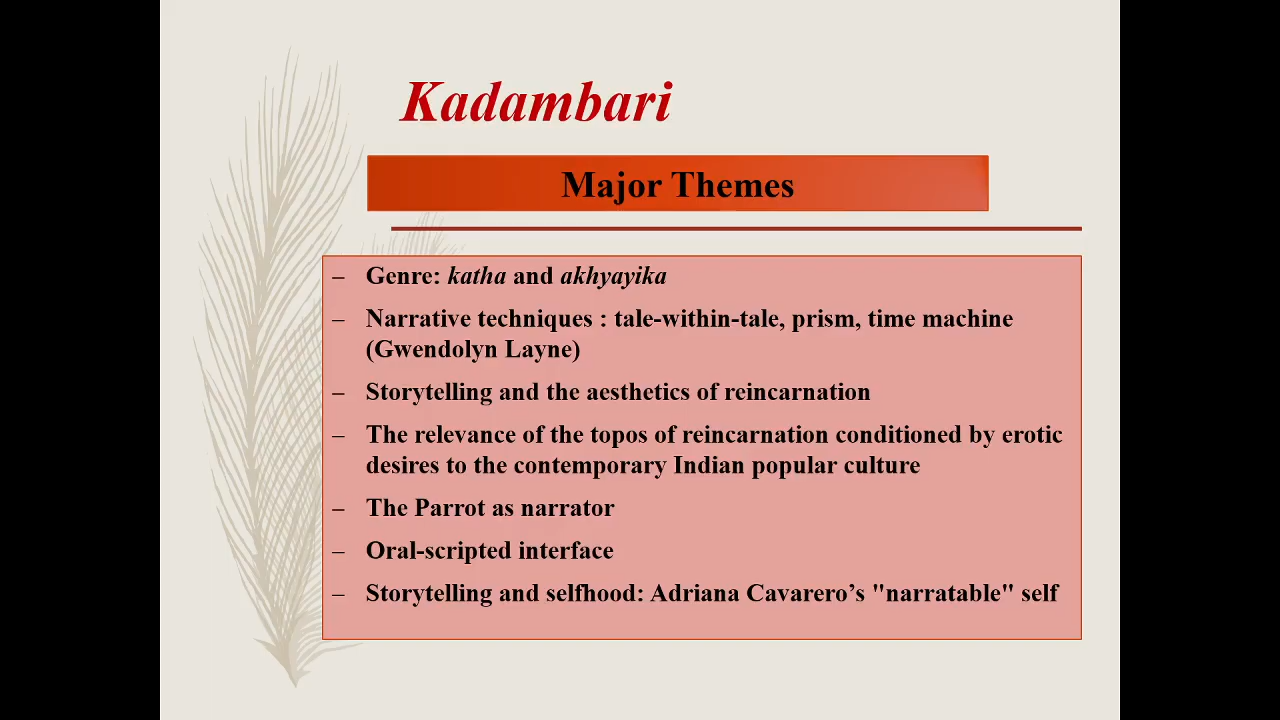 Kadambari
Major Themes
– Genre: katha and akhyayika
– Narrative techniques : tale-within-tale, prism, time machine
(Gwendolyn Layne)
– Storytelling and the aesthetics of reincarnation
– The relevance of the topos of reincarnation conditioned by erotic
desires to the contemporary Indian popular culture
– The Parrot as narrator
– Oral-scripted interface
– Storytelling and selfhood: Adriana Cavarero’s "narratable" self